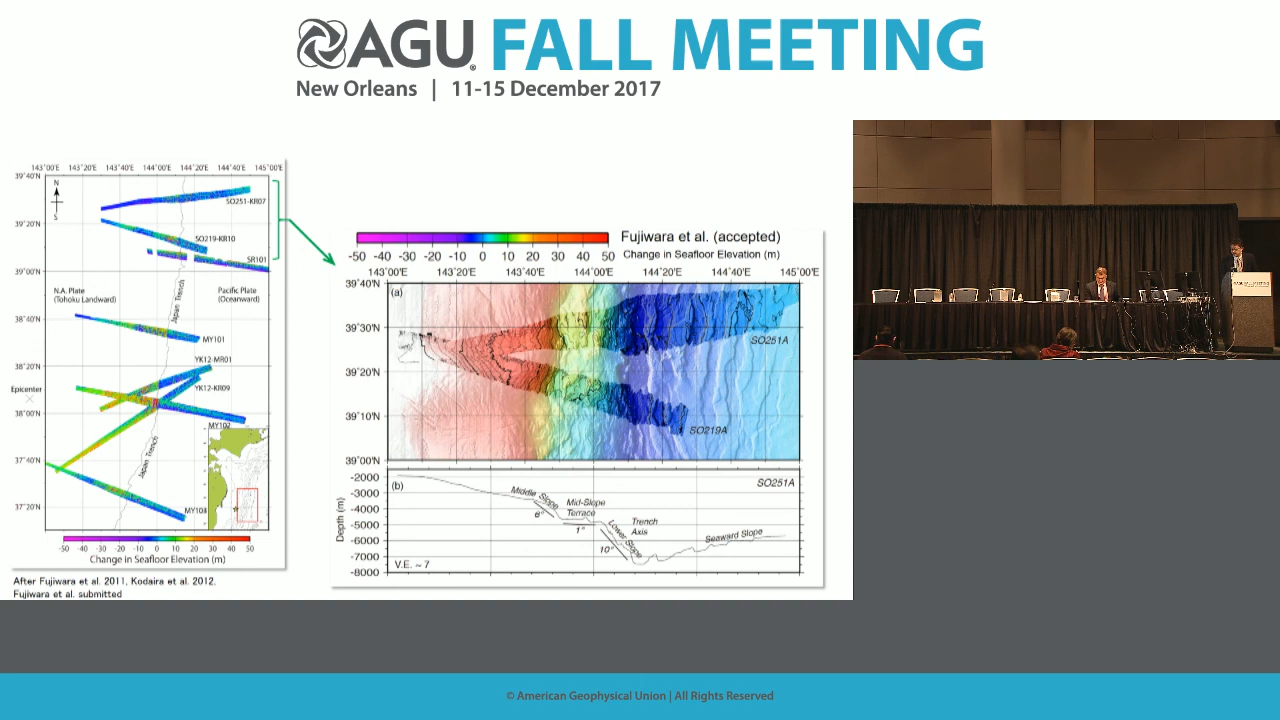 AGU FALL MEETING
New Orleans | 11-15 December 2017
143˚00'E 143˚20'E 143˚40'E 144˚00'E 144˚20'E 144˚40'E 145˚00'E
39˚40'N
N
S
SO251-KR07
39˚20'N
SO219-KR10
SR101
39˚00'N
N.A. Plate
(Tohoku Landward)
Japan Trench
Pacific Plate
(Oceanward)
38˚40'N
MY101
38˚20'N
YK12-MR01
YK12-KR09
Epicenter
38˚00'N
MY102
37˚40'N
Japan Trench
37˚20'N
MY103
-50 -40 -30 -20 -10 0 10 20 30 40 50
Change in Seafloor Elevation (m)
After Fujiwara et al. 2011, Kodaira et al. 2012.
Fujiwara et al. submitted
Fujiwara et al. (accepted)
-50 -40 -30 -20 -10 0 10 20 30 40 50
Change in Seafloor Elevation (m)
143˚00'E 143˚20'E 143˚40'E 144˚00'E 144˚20'E 144˚40'E 145˚00'E
39˚40'N
(a)
39˚30'N
SO251A
39˚20'N
39˚10'N
SO219A
39˚00'N
Depth (m)
-2000
-3000
-4000
-5000
-6000
-7000
-8000
(b)
SO251A
Middle Slope
6°
Mid-Slope
Terrace
1°
Lower Slope
10°
Trench
Axis
Seaward Slope
V.E. ~ 7
AGU FALL MEETING
© American Geophysical Union | All Rights Reserved